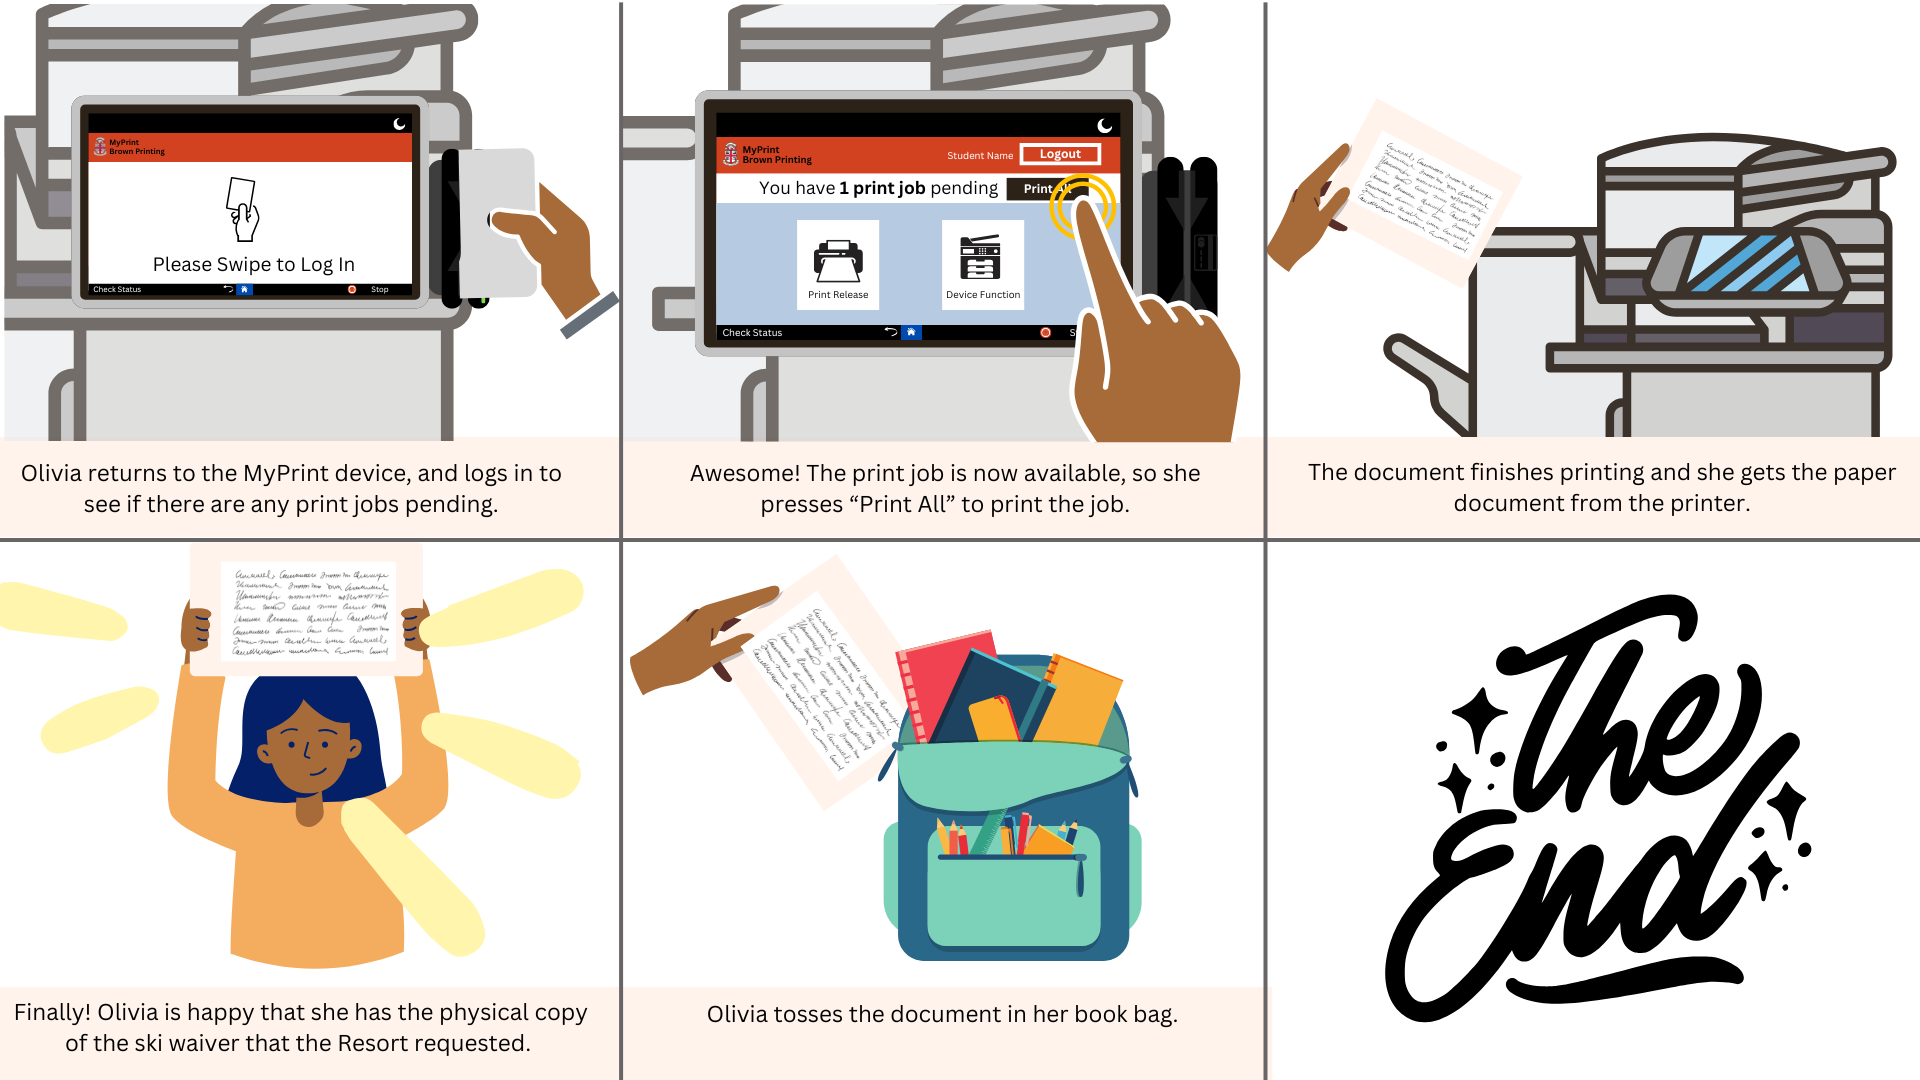 MyPrint
Brown Printing
Please Swipe to Log In
Check Status
Stop
Olivia returns to the MyPrint device, and logs in to
see if there are any print jobs pending.
MyPrint
Brown Printing
Student Name
Logout
You have 1 print job pending
Print All
Print Release
Device Function
Check Status
Awesome! The print job is now available, so she
presses “Print All” to print the job.
The document finishes printing and she gets the paper
document from the printer.
Finally! Olivia is happy that she has the physical copy
of the ski waiver that the Resort requested.
Olivia tosses the document in her book bag.
The
End